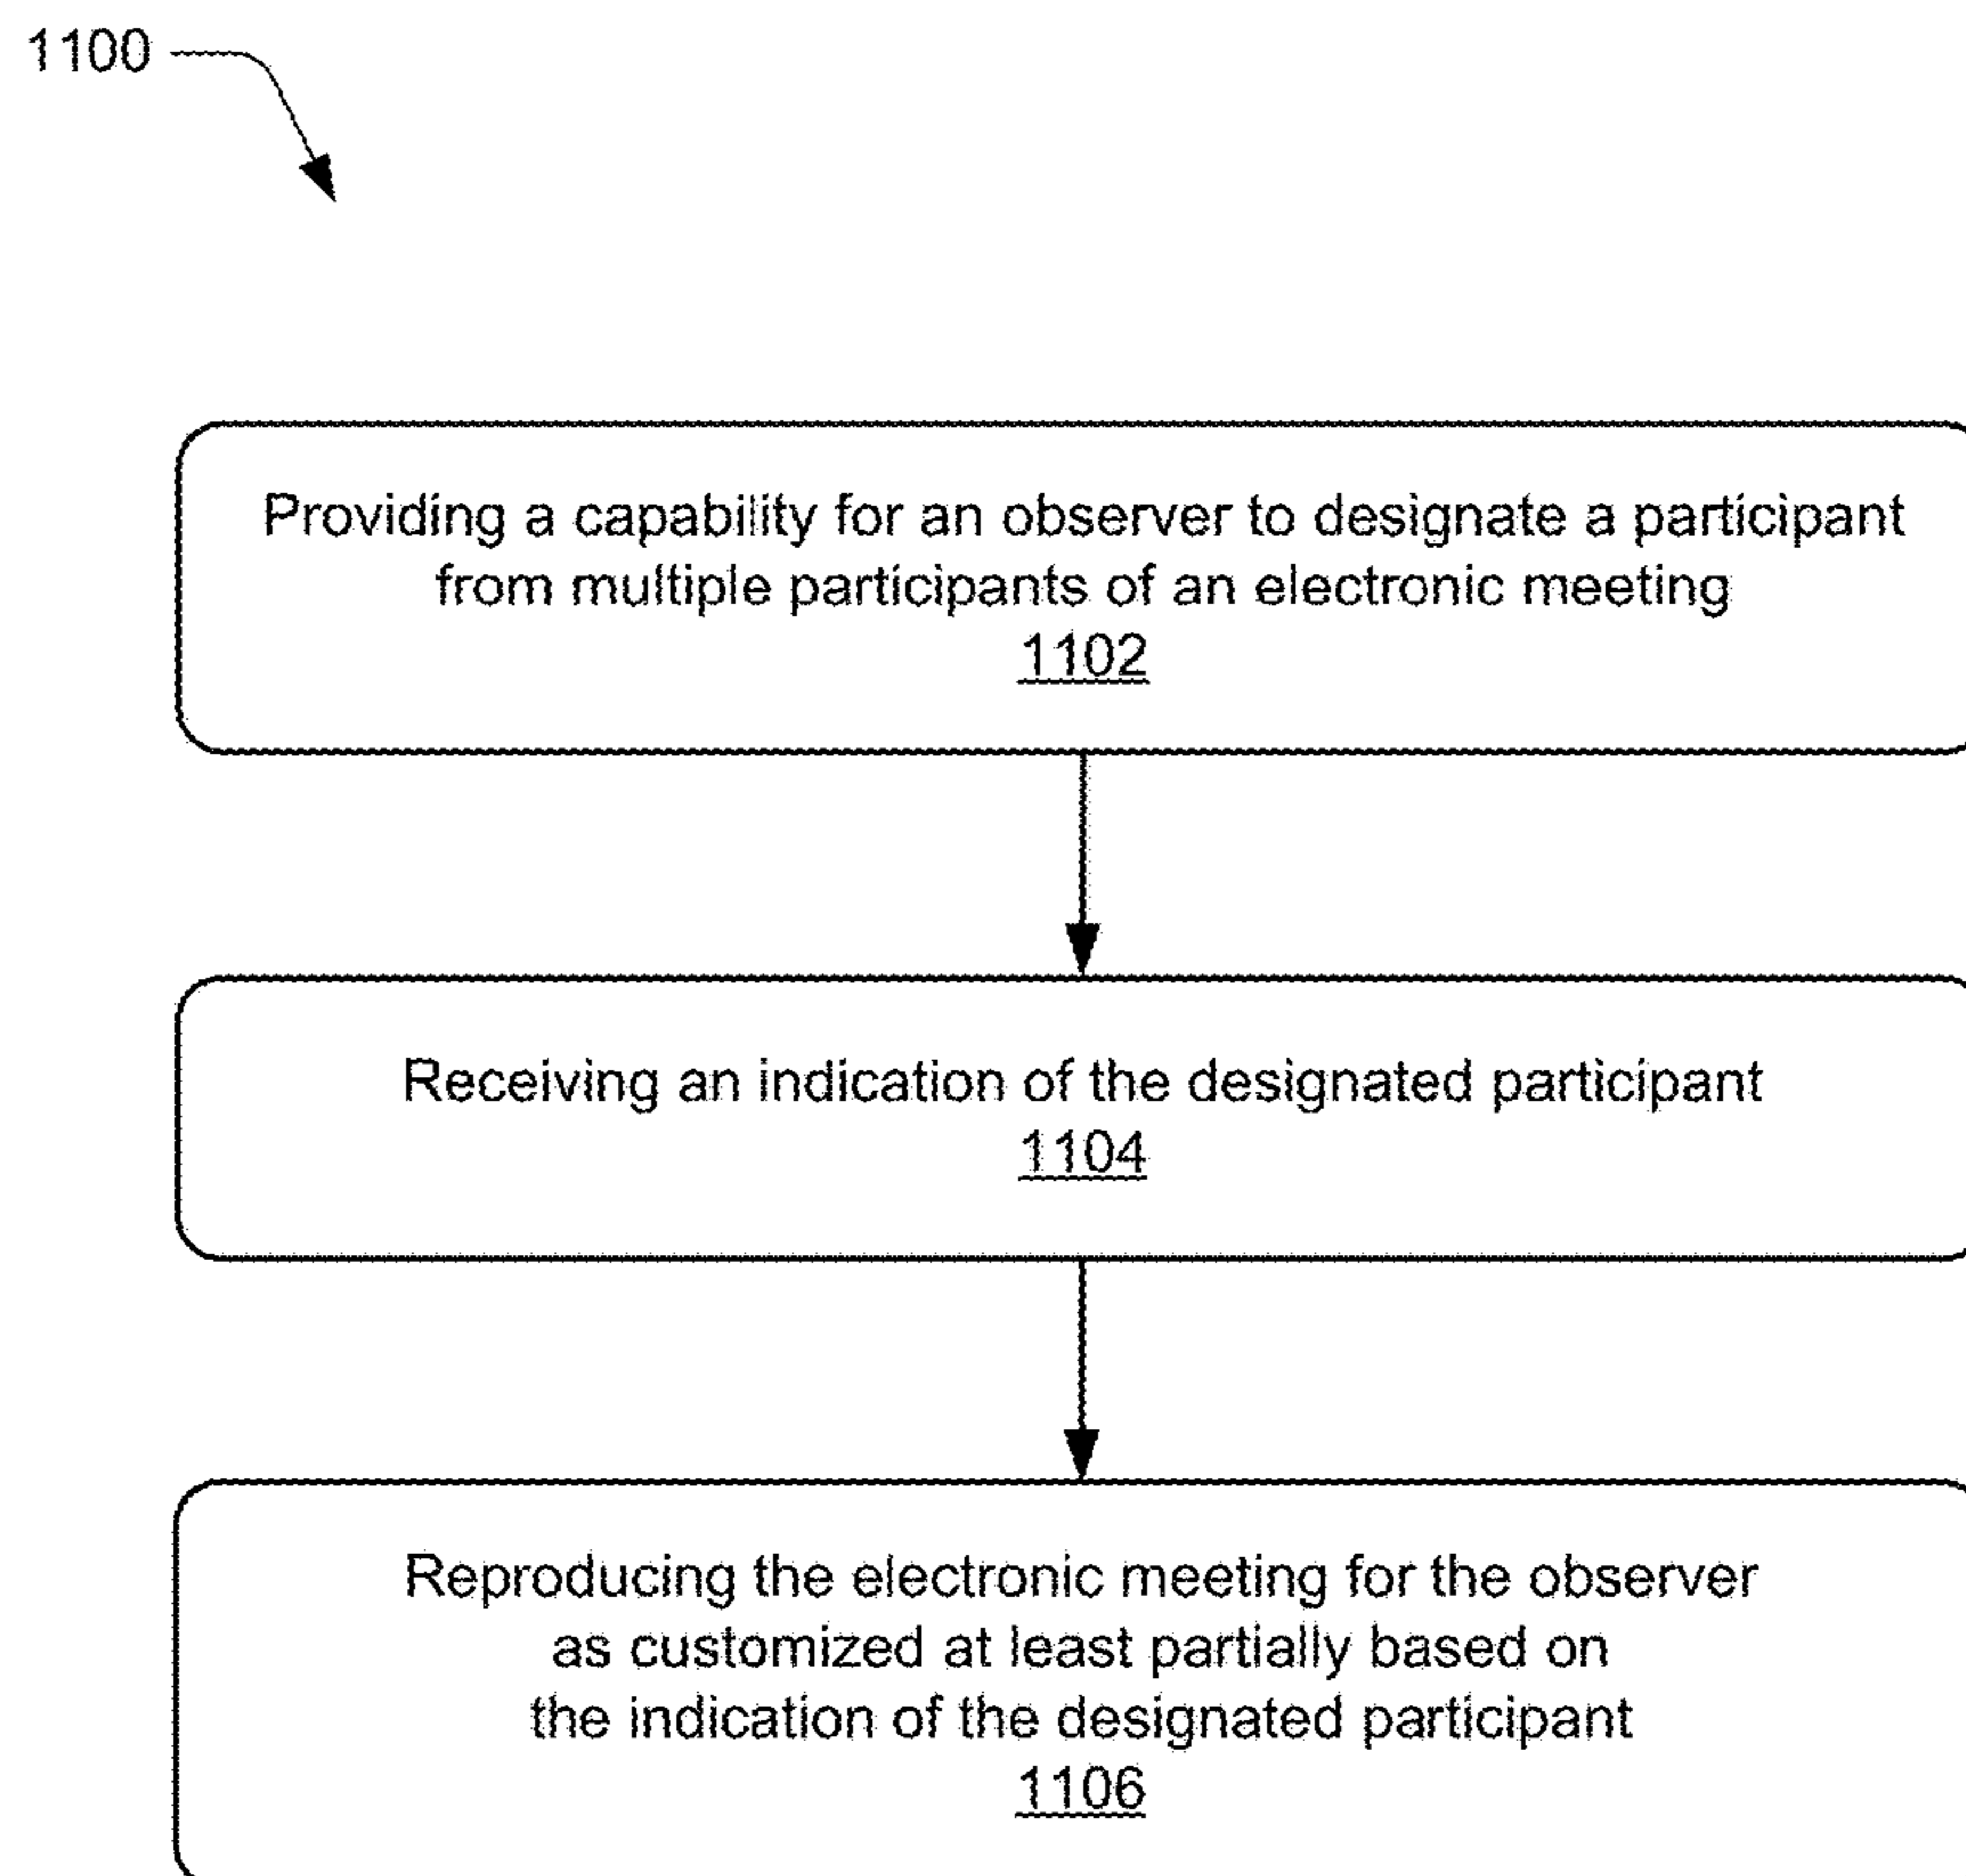 1100
Providing a capability for an observer to designate a participant
from multiple participants of an electronic meeting
1102
Receiving an indication of the designated participant
1104
Reproducing the electronic meeting for the observer
as customized at least partially based on
the indication of the designated participant
1106